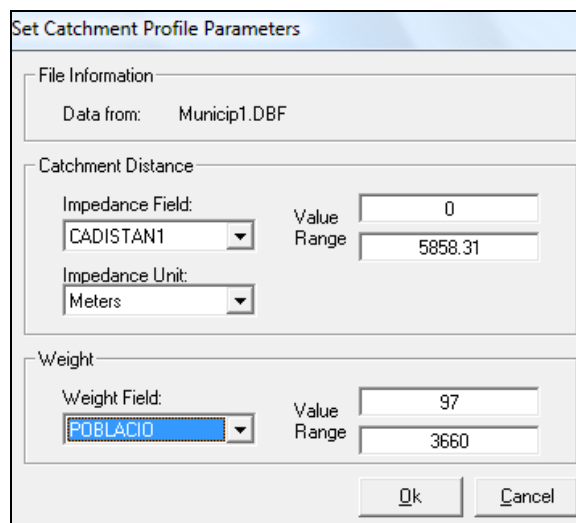 Set Catchment Profile Parameters
File Information
Data from: Municip1.DBF
Catchment Distance
Impedance Field:
CADISTAN1
Value Range
0
5858.31
Impedance Unit:
Meters
Weight
Weight Field:
POBLACIO
Value Range
97
3660
Ok Cancel